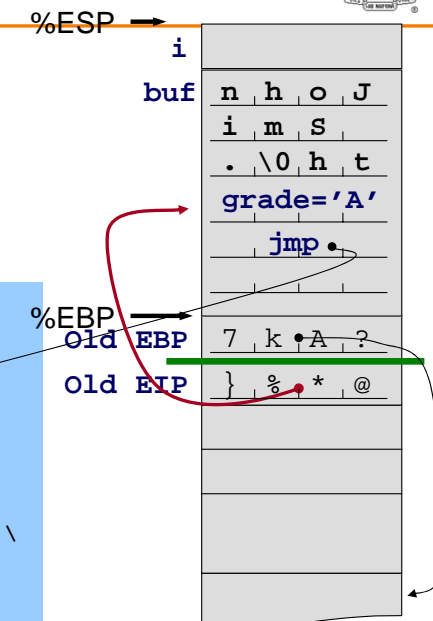 %ESP
i
buf n h o J
i m S
. \0 h t
grade='A'
jmp
%EBP
Old EBP 7 k A ?
Old EIP } % * @
\